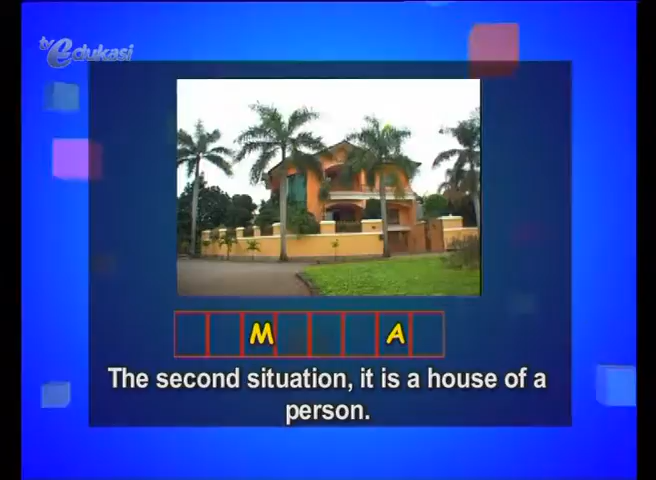 tv edukasi
M A
The second situation, it is a house of a
person.